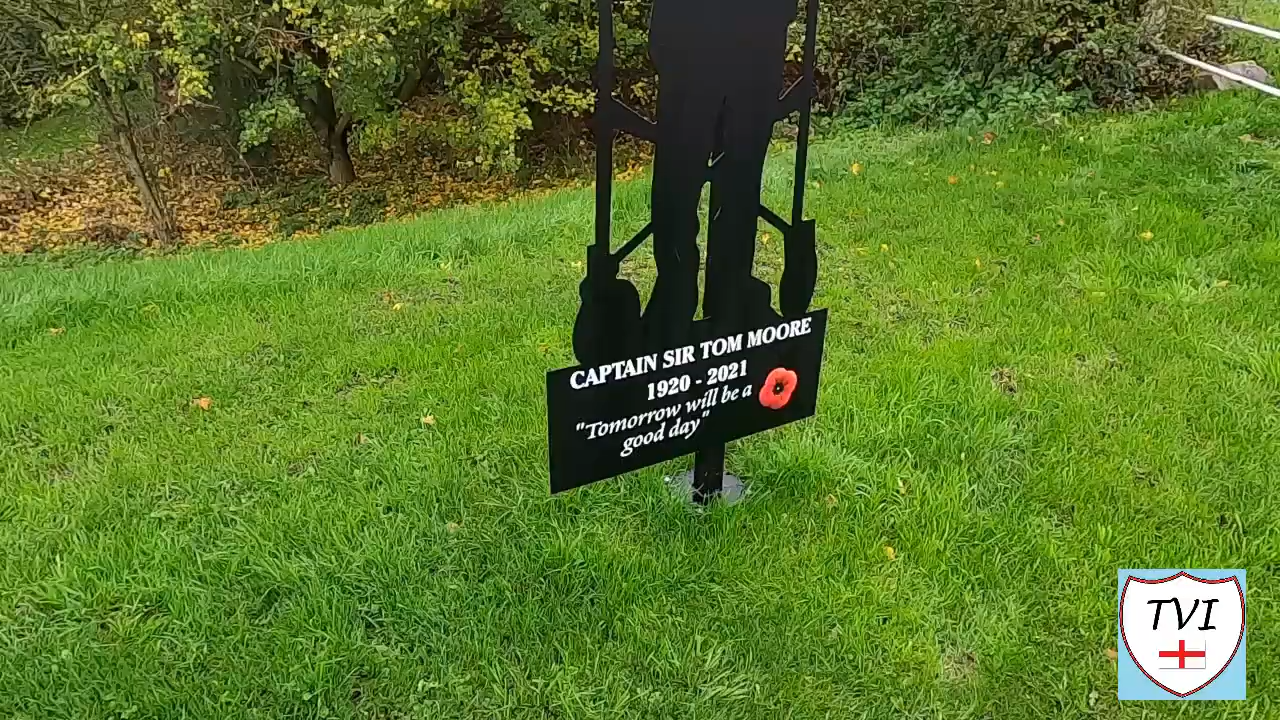 CAPTAIN SIR TOM MOORE
1920 - 2021
"Tomorrow will be a
good day"
TVI